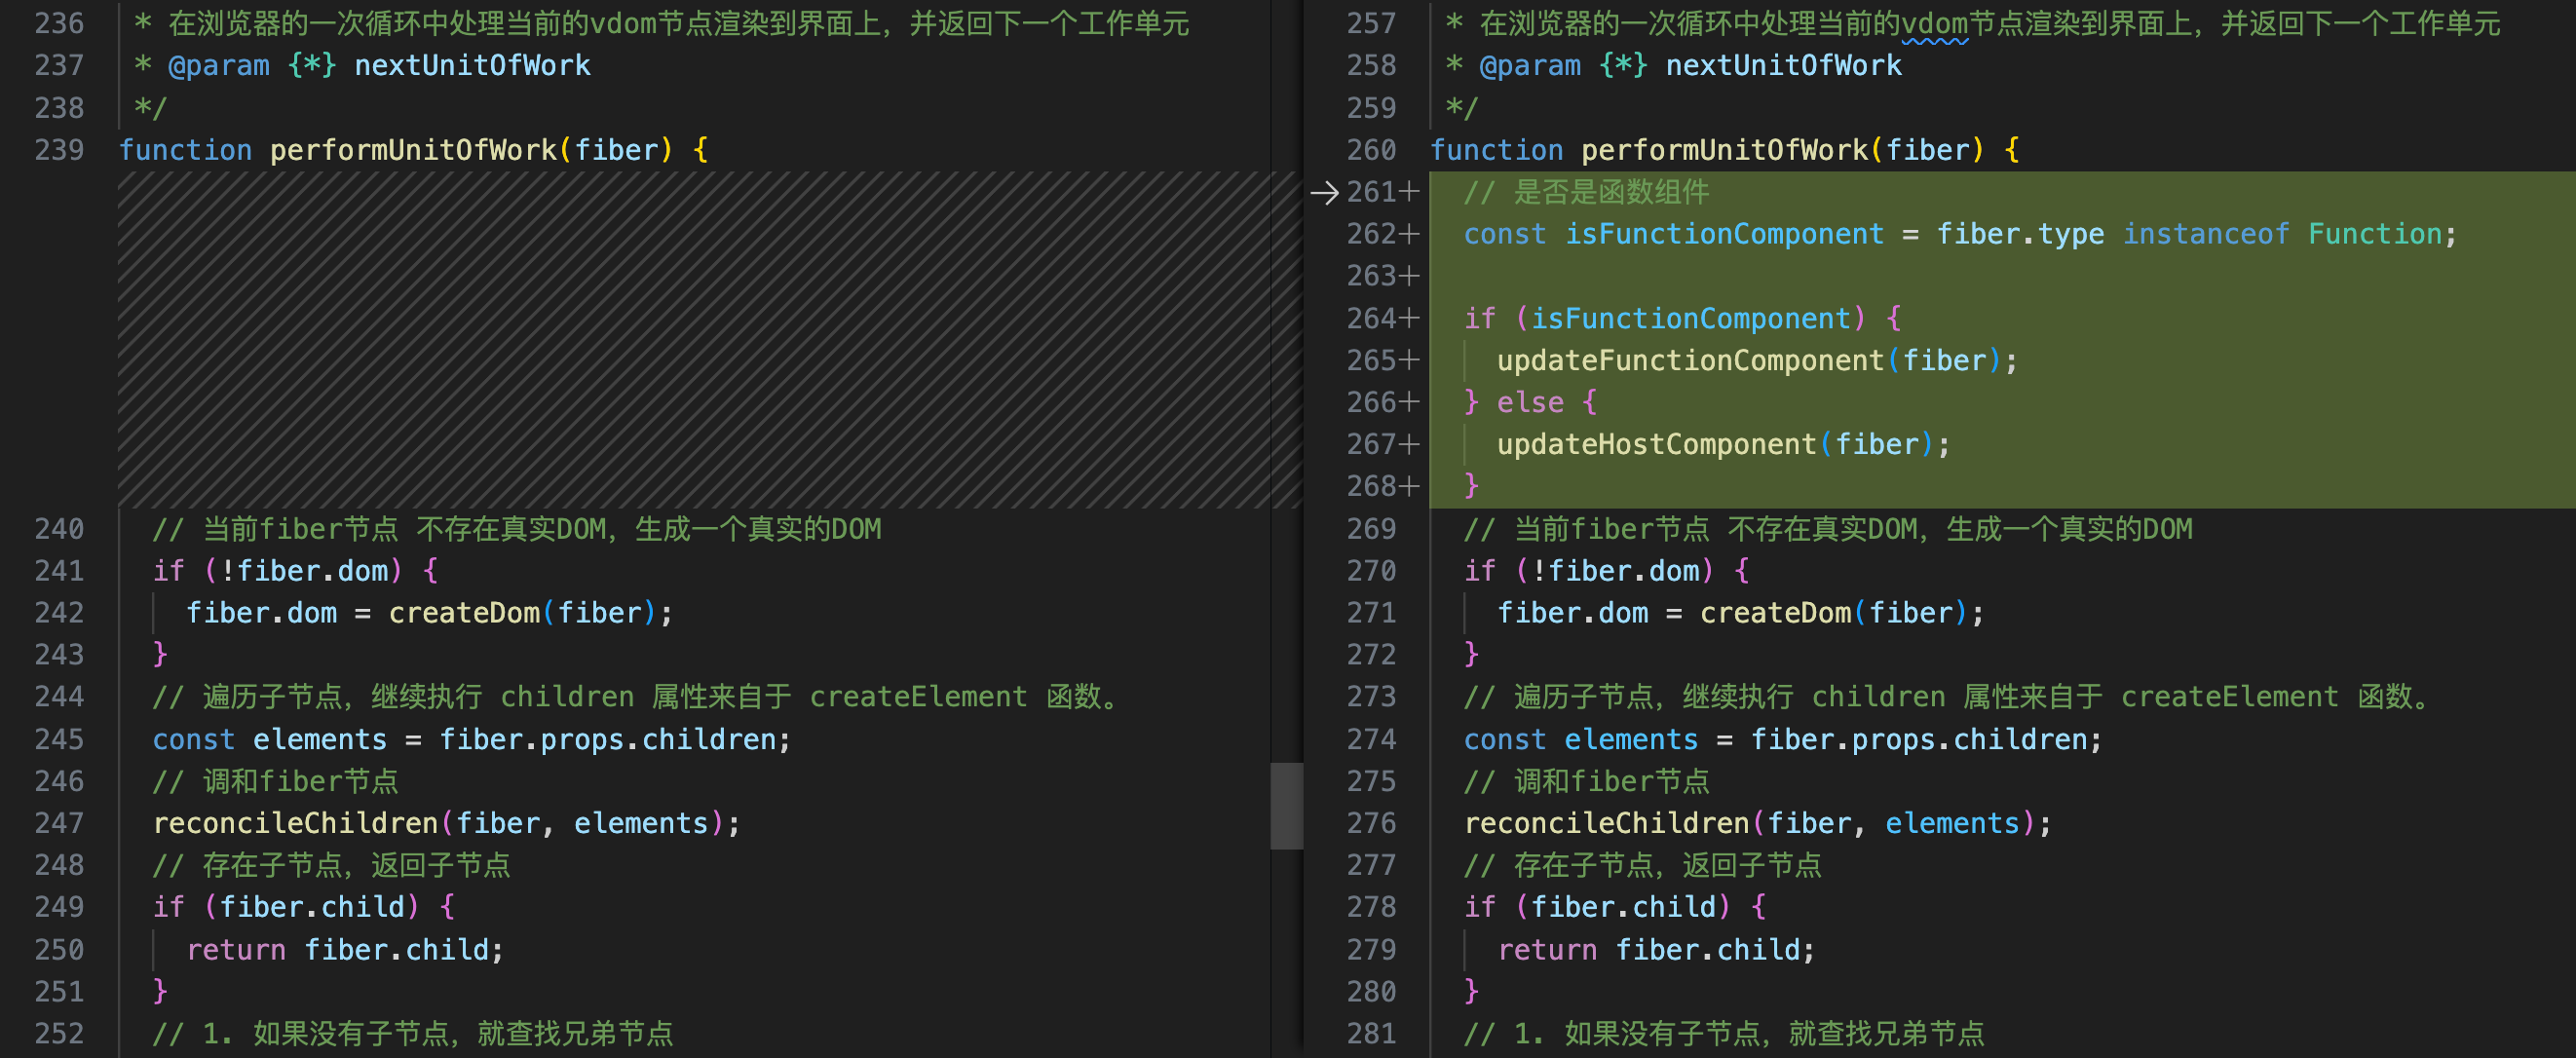 236 * 在浏览器的一次循环中处理当前的vdom节点渲染到界面上，并返回下一个工作单元
237 * @param {*} nextUnitOfWork
238 */
239 function performUnitOfWork(fiber) {
240 // 当前fiber节点 不存在真实DOM，生成一个真实的DOM
241 if (!fiber.dom) {
242 fiber.dom = createDom(fiber);
243 }
244 // 遍历子节点，继续执行 children 属性来自于 createElement 函数。
245 const elements = fiber.props.children;
246 // 调和fiber节点
247 reconcileChildren(fiber, elements);
248 // 存在子节点，返回子节点
249 if (fiber.child) {
250 return fiber.child;
251 }
252 // 1. 如果没有子节点，就查找兄弟节点
257 * 在浏览器的一次循环中处理当前的vdom节点渲染到界面上，并返回下一个工作单元
258 * @param {*} nextUnitOfWork
259 */
260 function performUnitOfWork(fiber) {
→ 261+ // 是否是函数组件
262+ const isFunctionComponent = fiber.type instanceof Function;
263+
264+ if (isFunctionComponent) {
265+ updateFunctionComponent(fiber);
266+ } else {
267+ updateHostComponent(fiber);
268+ }
269 // 当前fiber节点 不存在真实DOM，生成一个真实的DOM
270 if (!fiber.dom) {
271 fiber.dom = createDom(fiber);
272 }
273 // 遍历子节点，继续执行 children 属性来自于 createElement 函数。
274 const elements = fiber.props.children;
275 // 调和fiber节点
276 reconcileChildren(fiber, elements);
277 // 存在子节点，返回子节点
278 if (fiber.child) {
279 return fiber.child;
280 }
281 // 1. 如果没有子节点，就查找兄弟节点